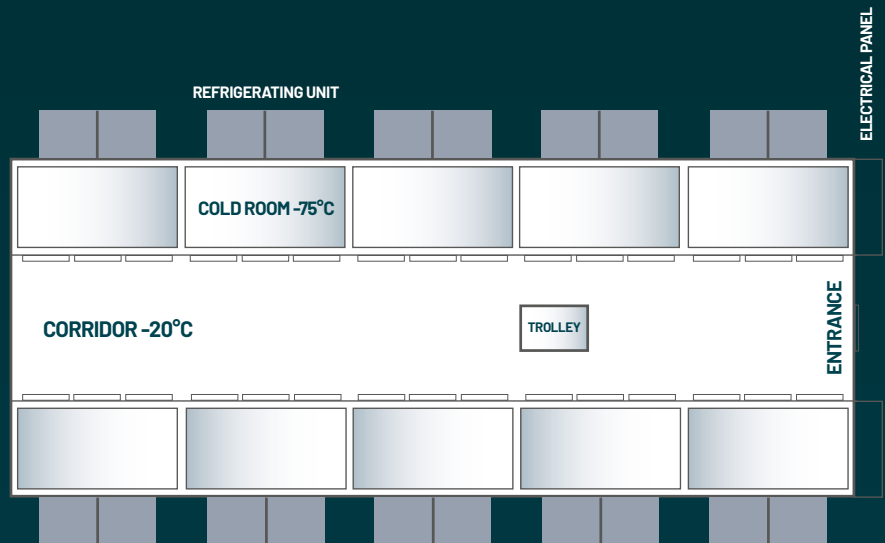 ELECTRICAL PANEL
REFRIGERATING UNIT
COLD ROOM -75°C
CORRIDOR -20°C
TROLLEY
ENTRANCE